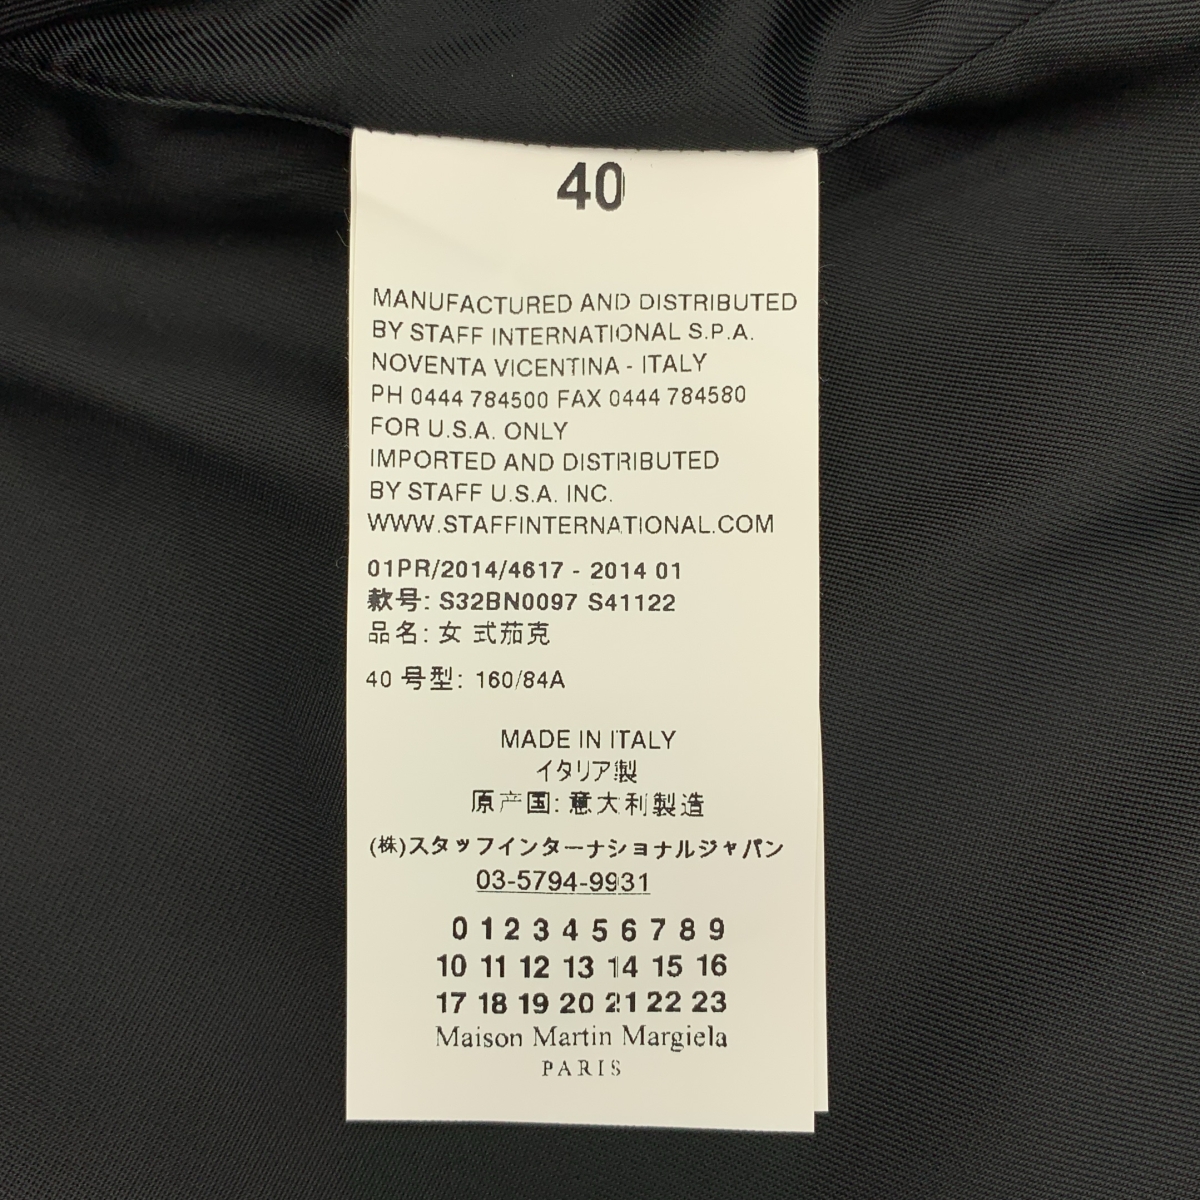 40
MANUFACTURED AND DISTRIBUTED
BY STAFF INTERNATIONAL S.P.A.
NOVENTA VICENTINA - ITALY
PH 0444 784500 FAX 0444 784580
FOR U.S.A. ONLY
IMPORTED AND DISTRIBUTED
BY STAFF U.S.A. INC.
WWW.STAFFINTERNATIONAL.COM
01PR/2014/4617 - 2014 01
款号: S32BN0097 S41122
品名: 女 式茄克
40 号型: 160/84A
MADE IN ITALY
イタリア製
原产国: 意大利製造
(株)スタッフインターナショナルジャパン
03-5794-9931
0 1 2 3 4 5 6 7 8 9
10 11 12 13 14 15 16
17 18 19 20 21 22 23
Maison Martin Margiela
PARIS